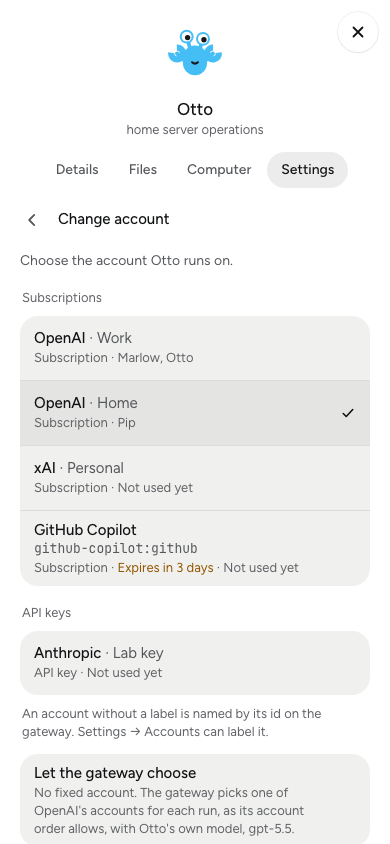 Otto
home server operations
Details
Files
Computer
Settings
Change account
Choose the account Otto runs on.
Subscriptions
OpenAI · Work
Subscription · Marlow, Otto
OpenAI · Home
Subscription · Pip
xAI · Personal
Subscription · Not used yet
GitHub Copilot
github-copilot:github
Subscription · Expires in 3 days · Not used yet
API keys
Anthropic · Lab key
API key · Not used yet
An account without a label is named by its id on the
gateway. Settings → Accounts can label it.
Let the gateway choose
No fixed account. The gateway picks one of
OpenAI's accounts for each run, as its account
order allows, with Otto's own model, gpt-5.5.